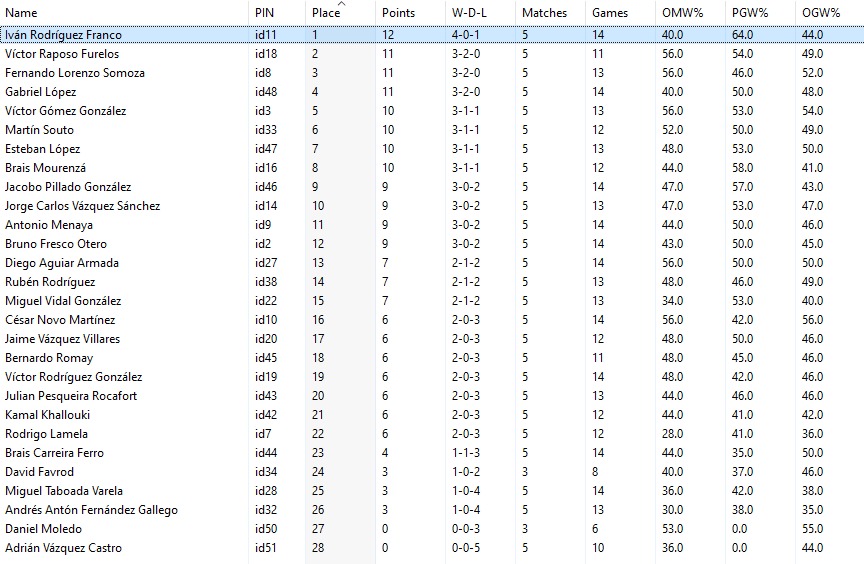 Name PIN Place Points W-D-L Matches Games OMW% PGW% OGW%
Iván Rodríguez Franco id11 1 12 4-0-1 5 14 40.0 64.0 44.0
Víctor Raposo Furelos id18 2 11 3-2-0 5 11 56.0 54.0 49.0
Fernando Lorenzo Somoza id8 3 11 3-2-0 5 13 56.0 46.0 52.0
Gabriel López id48 4 11 3-2-0 5 14 40.0 50.0 48.0
Víctor Gómez González id3 5 10 3-1-1 5 13 56.0 53.0 54.0
Martín Souto id33 6 10 3-1-1 5 12 52.0 50.0 49.0
Esteban López id47 7 10 3-1-1 5 13 48.0 53.0 50.0
Brais Mourenzá id16 8 10 3-1-1 5 12 44.0 58.0 41.0
Jacobo Pillado González id46 9 9 3-0-2 5 14 47.0 57.0 43.0
Jorge Carlos Vázquez Sánchez id14 10 9 3-0-2 5 13 47.0 53.0 47.0
Antonio Menaya id9 11 9 3-0-2 5 14 44.0 50.0 46.0
Bruno Fresco Otero id2 12 9 3-0-2 5 14 43.0 50.0 45.0
Diego Aguiar Armada id27 13 7 2-1-2 5 14 56.0 50.0 50.0
Rubén Rodríguez id38 14 7 2-1-2 5 13 48.0 46.0 49.0
Miguel Vidal González id22 15 7 2-1-2 5 13 34.0 53.0 40.0
César Novo Martínez id10 16 6 2-0-3 5 14 56.0 42.0 56.0
Jaime Vázquez Villares id20 17 6 2-0-3 5 12 48.0 50.0 46.0
Bernardo Romay id45 18 6 2-0-3 5 11 48.0 45.0 46.0
Víctor Rodríguez González id19 19 6 2-0-3 5 14 48.0 42.0 46.0
Julian Pesqueira Rocafort id43 20 6 2-0-3 5 13 44.0 46.0 46.0
Kamal Khallouki id42 21 6 2-0-3 5 12 44.0 41.0 42.0
Rodrigo Lamela id7 22 6 2-0-3 5 12 28.0 41.0 36.0
Brais Carreira Ferro id44 23 4 1-1-3 5 14 44.0 35.0 50.0
David Favrod id34 24 3 1-0-2 3 8 40.0 37.0 46.0
Miguel Taboada Varela id28 25 3 1-0-4 5 14 36.0 42.0 38.0
Andrés Antón Fernández Gallego id32 26 3 1-0-4 5 13 30.0 38.0 35.0
Daniel Moledo id50 27 0 0-0-3 3 6 53.0 0.0 55.0
Adrián Vázquez Castro id51 28 0 0-0-5 5 10 36.0 0.0 44.0